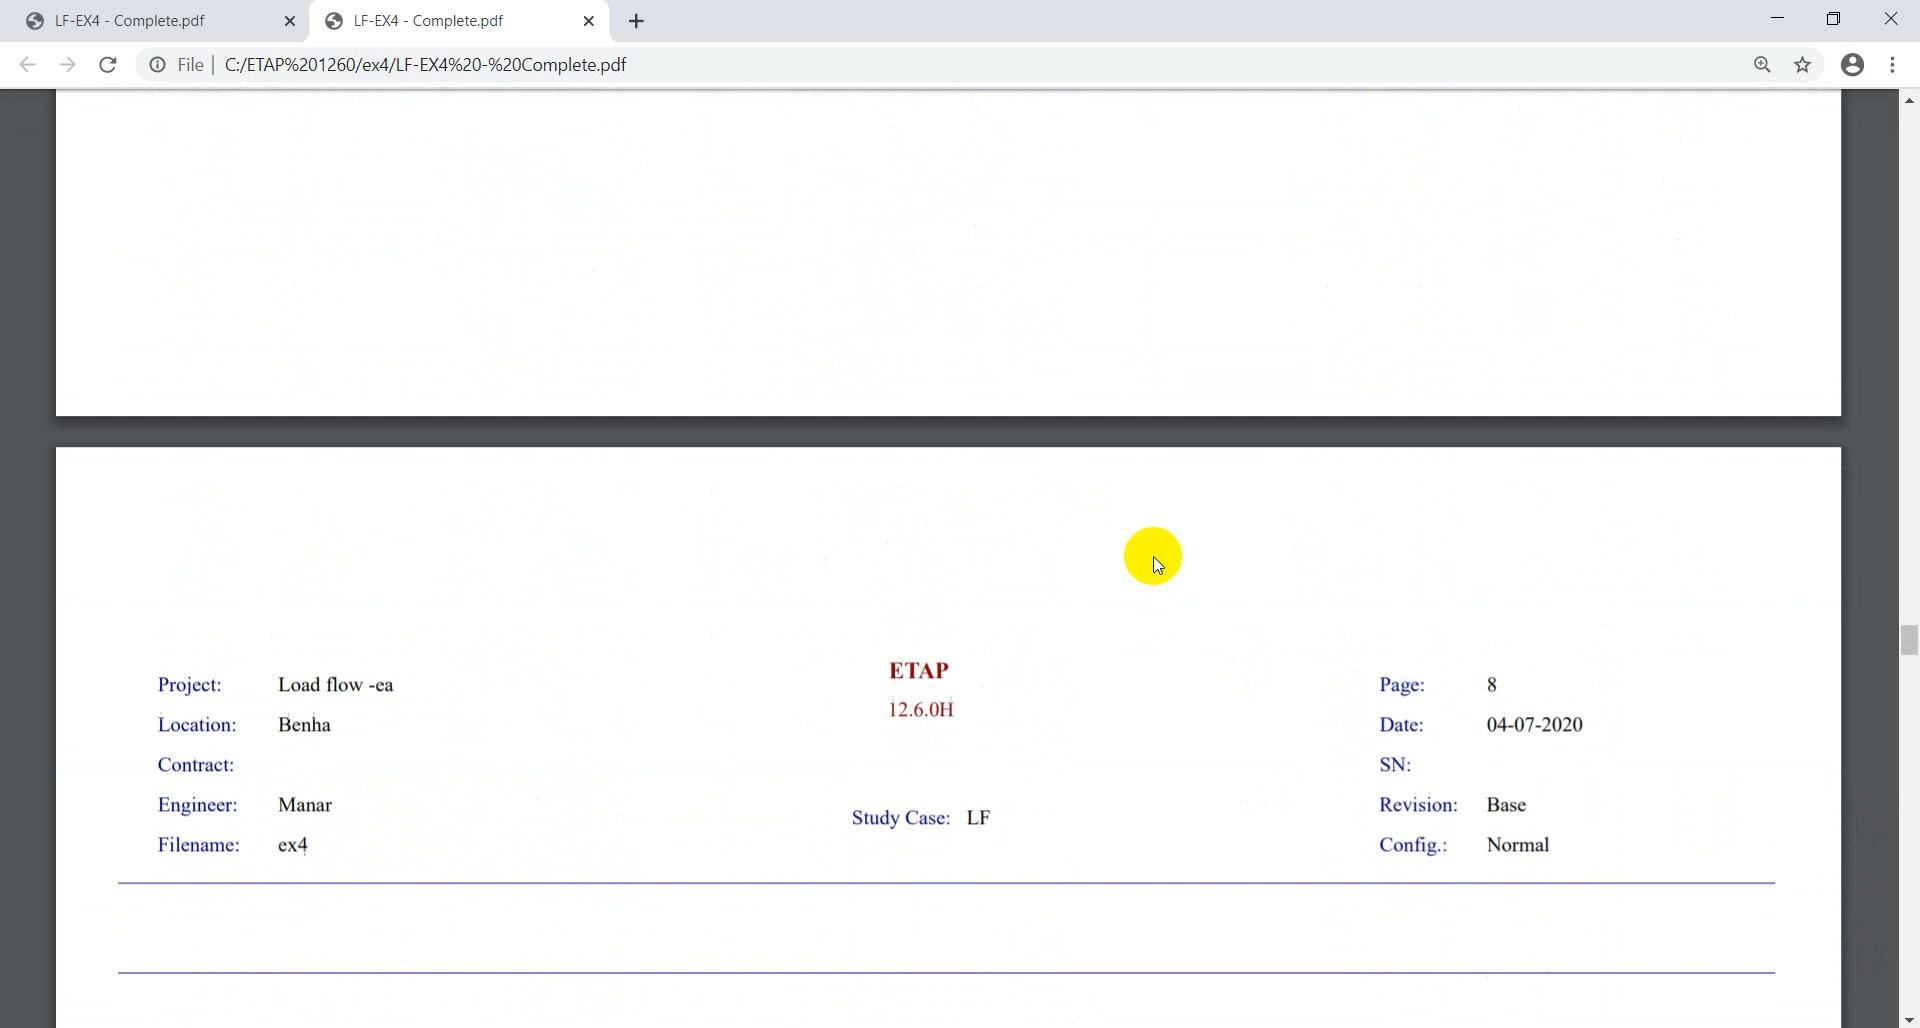 LF-EX4 - Complete.pdf
LF-EX4 - Complete.pdf
File
C:/ETAP%201260/ex4/LF-EX4%20-%20Complete.pdf
Project: Load flow -ea
Location: Benha
Contract:
Engineer: Manar
Filename: ex4
ETAP
12.6.0H
Study Case: LF
Page: 8
Date: 04-07-2020
SN:
Revision: Base
Config.: Normal